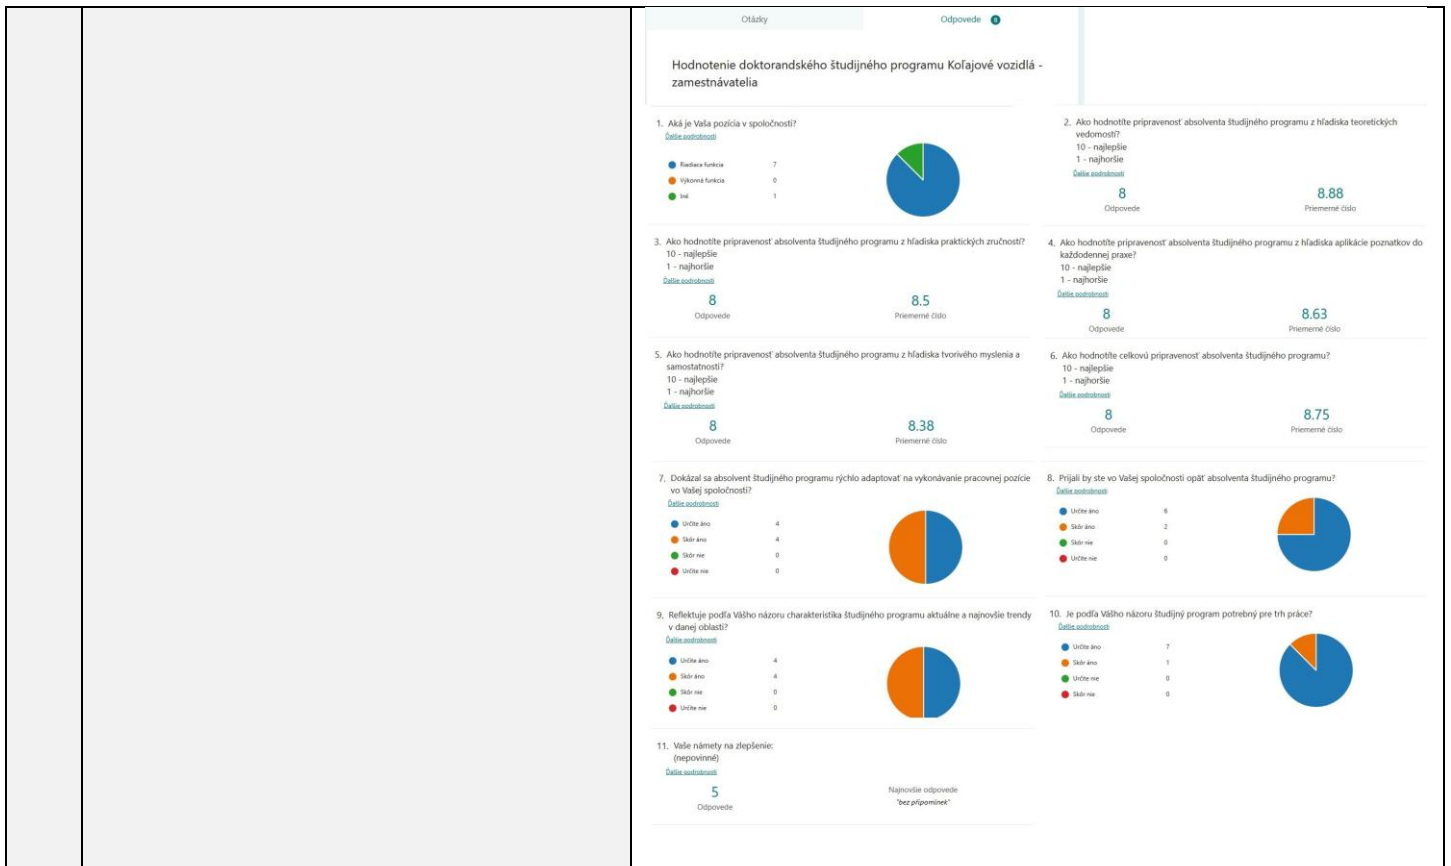 Otázky
Odpovede 8
Hodnotenie doktorandského študijného programu Koľajové vozidlá -
zamestnávatelia
1. Aká je Vaša pozícia v spoločnosti?
Ďalšie podrobnosti
Riadiaca funkcia 7
Výkonná funkcia 0
Iné 1
2. Ako hodnotíte pripravenosť absolventa študijného programu z hľadiska teoretických
vedomostí?
10 - najlepšie
1 - najhoršie
Ďalšie podrobnosti
8 8.88
Odpovede Priemerné číslo
3. Ako hodnotíte pripravenosť absolventa študijného programu z hľadiska praktických zručností?
10 - najlepšie
1 - najhoršie
Ďalšie podrobnosti
8 8.5
Odpovede Priemerné číslo
4. Ako hodnotíte pripravenosť absolventa študijného programu z hľadiska aplikácie poznatkov do
každodennej praxe?
10 - najlepšie
1 - najhoršie
Ďalšie podrobnosti
8 8.63
Odpovede Priemerné číslo
5. Ako hodnotíte pripravenosť absolventa študijného programu z hľadiska tvorivého myslenia a
samostatnosti?
10 - najlepšie
1 - najhoršie
Ďalšie podrobnosti
8 8.38
Odpovede Priemerné číslo
6. Ako hodnotíte celkovú pripravenosť absolventa študijného programu?
10 - najlepšie
1 - najhoršie
Ďalšie podrobnosti
8 8.75
Odpovede Priemerné číslo
7. Dokázal sa absolvent študijného programu rýchlo adaptovať na vykonávanie pracovnej pozície
vo Vašej spoločnosti?
Ďalšie podrobnosti
Určite áno 4
Skôr áno 4
Skôr nie 0
Určite nie 0
8. Prijali by ste vo Vašej spoločnosti opäť absolventa študijného programu?
Ďalšie podrobnosti
Určite áno 6
Skôr áno 2
Skôr nie 0
Určite nie 0
9. Reflektuje podľa Vášho názoru charakteristika študijného programu aktuálne a najnovšie trendy
v danej oblasti?
Ďalšie podrobnosti
Určite áno 4
Skôr áno 4
Skôr nie 0
Určite nie 0
10. Je podľa Vášho názoru študijný program potrebný pre trh práce?
Ďalšie podrobnosti
Určite áno 7
Skôr áno 1
Určite nie 0
Skôr nie 0
11. Vaše námety na zlepšenie:
(nepovinné)
Ďalšie podrobnosti
5
Odpovede
Najnovšie odpovede
"bez pripomínek"